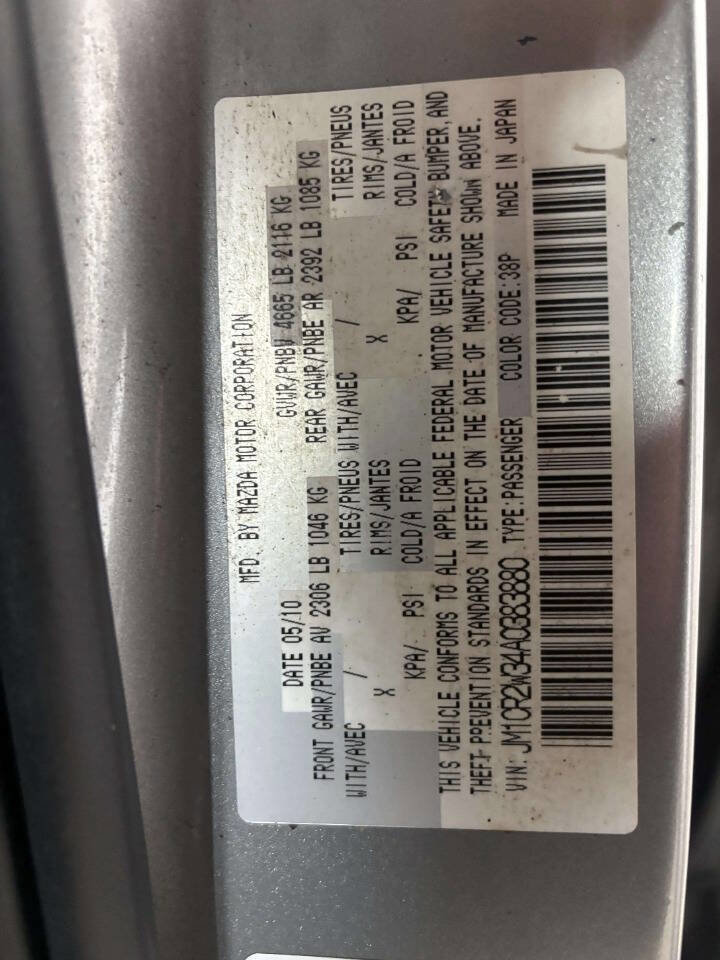 MFD. BY MAZDA MOTOR CORPORATION
DATE 05/10 GVWR/PNBV 4665 LB 2116 KG
FRONT GAWR/PNBE AV 2306 LB 1046 KG REAR GAWR/PNBE AR 2392 LB 1085 KG
WITH/AVEC / TIRES/PNEUS WITH/AVEC / TIRES/PNEUS
X RIMS/JANTES X RIMS/JANTES
KPA/ PSI COLD/A FROID KPA/ PSI COLD/A FROID
THIS VEHICLE CONFORMS TO ALL APPLICABLE FEDERAL MOTOR VEHICLE SAFETY, BUMPER, AND
THEFT PREVENTION STANDARDS IN EFFECT ON THE DATE OF MANUFACTURE SHOWN ABOVE.
VIN: JM1CR2W34A0383880 TYPE:PASSENGER COLOR CODE:38P MADE IN JAPAN